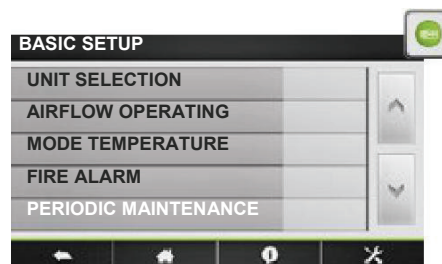 BASIC SETUP
UNIT SELECTION
AIRFLOW OPERATING
MODE TEMPERATURE
FIRE ALARM
PERIODIC MAINTENANCE